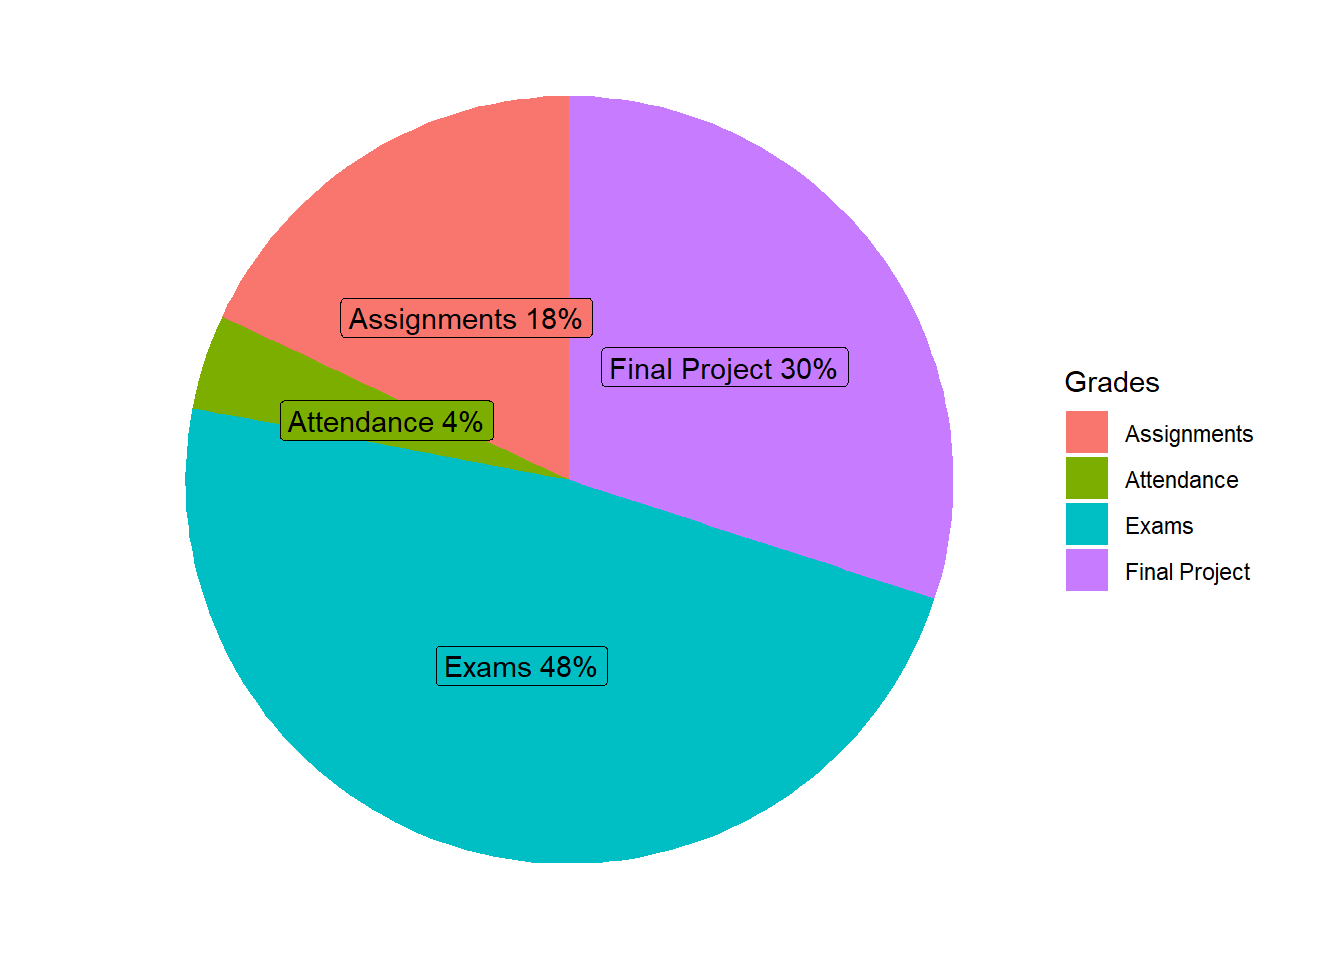 Assignments 18%
Final Project 30%
Attendance 4%
Exams 48%
Grades
Assignments
Attendance
Exams
Final Project